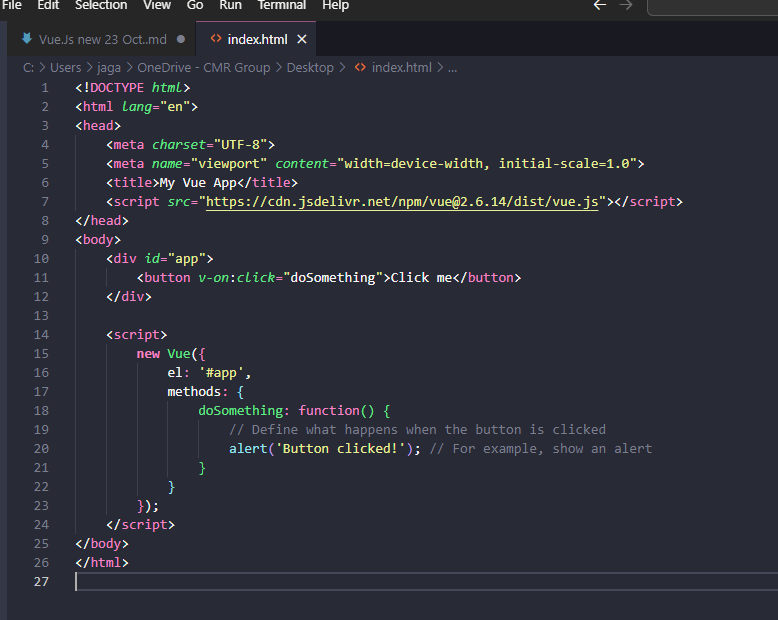 File Edit Selection View Go Run Terminal Help
Vue.Js new 23 Oct..md index.html
C: > Users > jaga > OneDrive - CMR Group > Desktop > index.html > ...
1 <!DOCTYPE html>
2 <html lang="en">
3 <head>
4 <meta charset="UTF-8">
5 <meta name="viewport" content="width=device-width, initial-scale=1.0">
6 <title>My Vue App</title>
7 <script src="https://cdn.jsdelivr.net/npm/vue@2.6.14/dist/vue.js"></script>
8 </head>
9 <body>
10 <div id="app">
11 <button v-on:click="doSomething">Click me</button>
12 </div>
13
14 <script>
15 new Vue({
16 el: '#app',
17 methods: {
18 doSomething: function() {
19 // Define what happens when the button is clicked
20 alert('Button clicked!'); // For example, show an alert
21 }
22 }
23 });
24 </script>
25 </body>
26 </html>
27